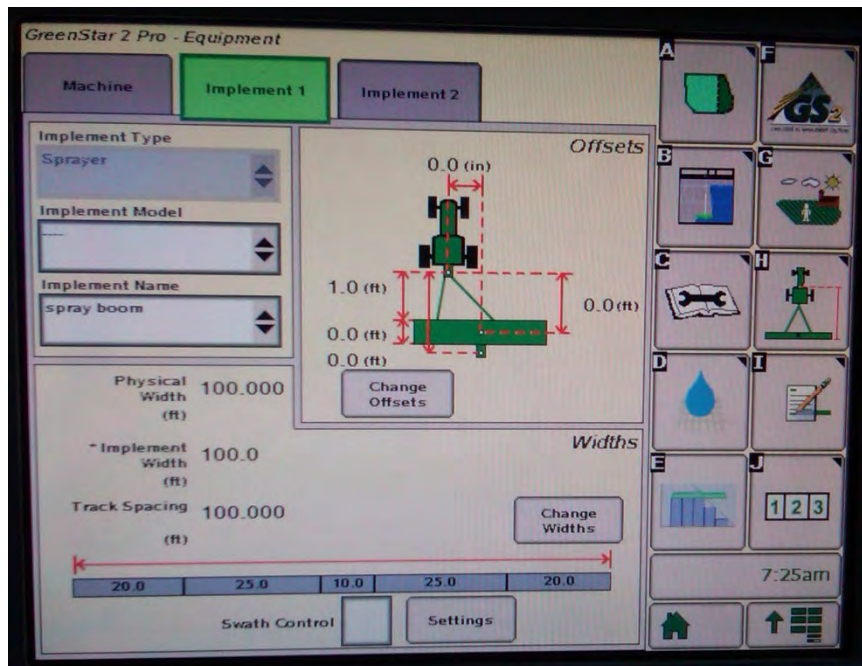 GreenStar 2 Pro - Equipment
Machine
Implement 1
Implement 2
Implement Type
Sprayer
Implement Model
----
Implement Name
spray boom
Offsets
0.0 (in)
1.0 (ft)
0.0 (ft)
0.0 (ft)
0.0 (ft)
Change
Offsets
Physical
Width
(ft)
100.000
*Implement
Width
(ft)
100.0
Track Spacing
(ft)
100.000
Widths
Change
Widths
20.0 25.0 10.0 25.0 20.0
Swath Control
Settings
A
F
GS2
B
G
C
H
D
I
E
J
1 2 3
7:25am